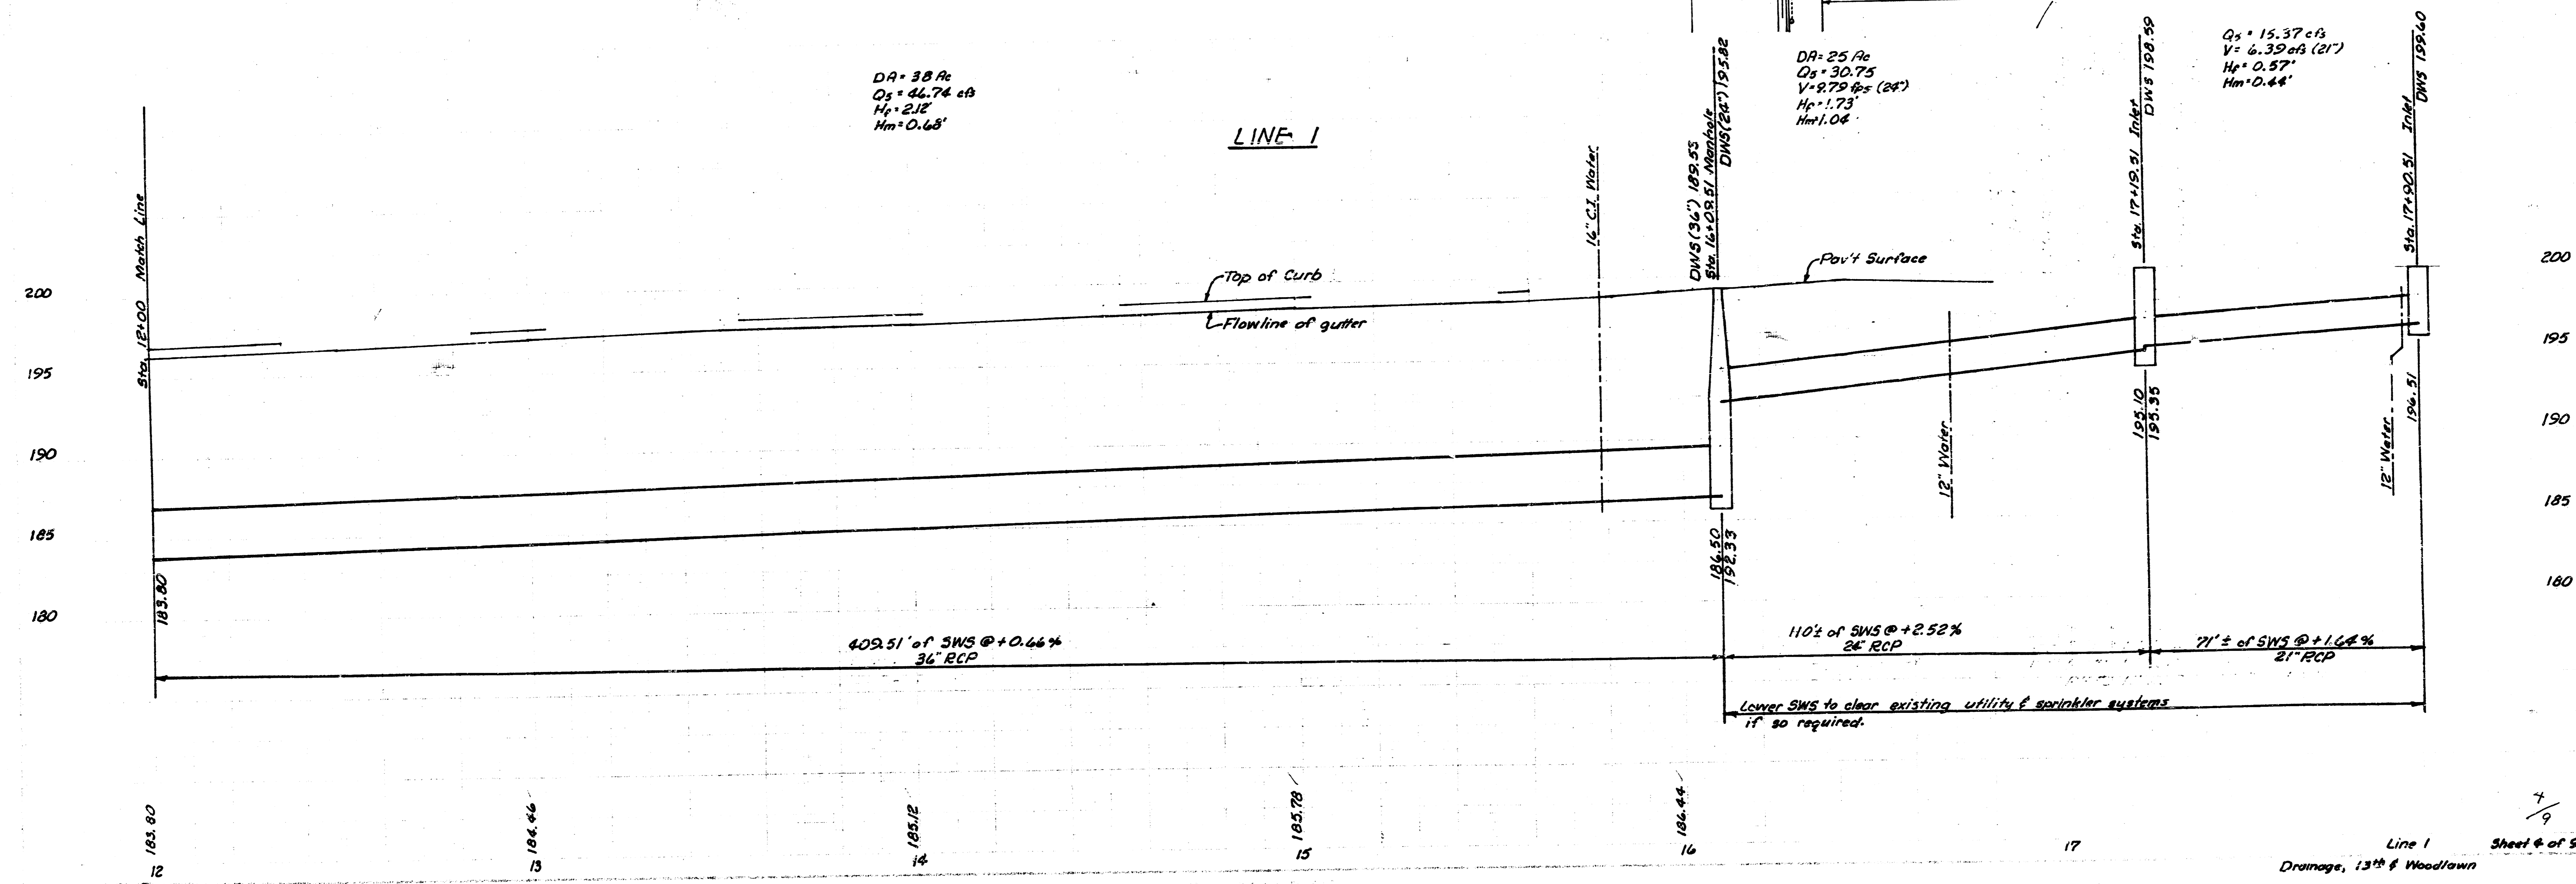 DA = 38 Ac
Q5 = 46.74 cfs
Hf = 2.12'
Hm = 0.68'
LINE 1
DA = 25 Ac
Q5 = 30.75
V = 9.79 fps (24")
Hf = 1.73'
Hm = 1.04
Q5 = 15.37 cfs
V = 6.39 cfs (21")
Hf = 0.57'
Hm = 0.44'
Sta. 12+00 Match Line
16" C.I. Water
DWS (36") 189.55
Sta. 16+09.51 Manhole
DWS (24") 195.82
Sta. 17+19.51 Inlet
DWS 198.59
Sta. 17+90.51 Inlet
DWS 199.60
Top of Curb
Flowline of gutter
Pav't Surface
12" Water
12" Water
200
195
190
185
180
200
195
190
185
180
183.80
186.50
192.33
195.10
195.35
196.51
409.51' of SWS @ +0.66%
36" RCP
110'± of SWS @ +2.52%
24" RCP
71'± of SWS @ +1.64%
21" RCP
Lower SWS to clear existing utility & sprinkler systems
if so required.
183.80
184.46
185.12
185.78
186.44
12
13
14
15
16
17
4/9
Line 1 Sheet 4 of 9
Drainage, 13th & Woodlawn